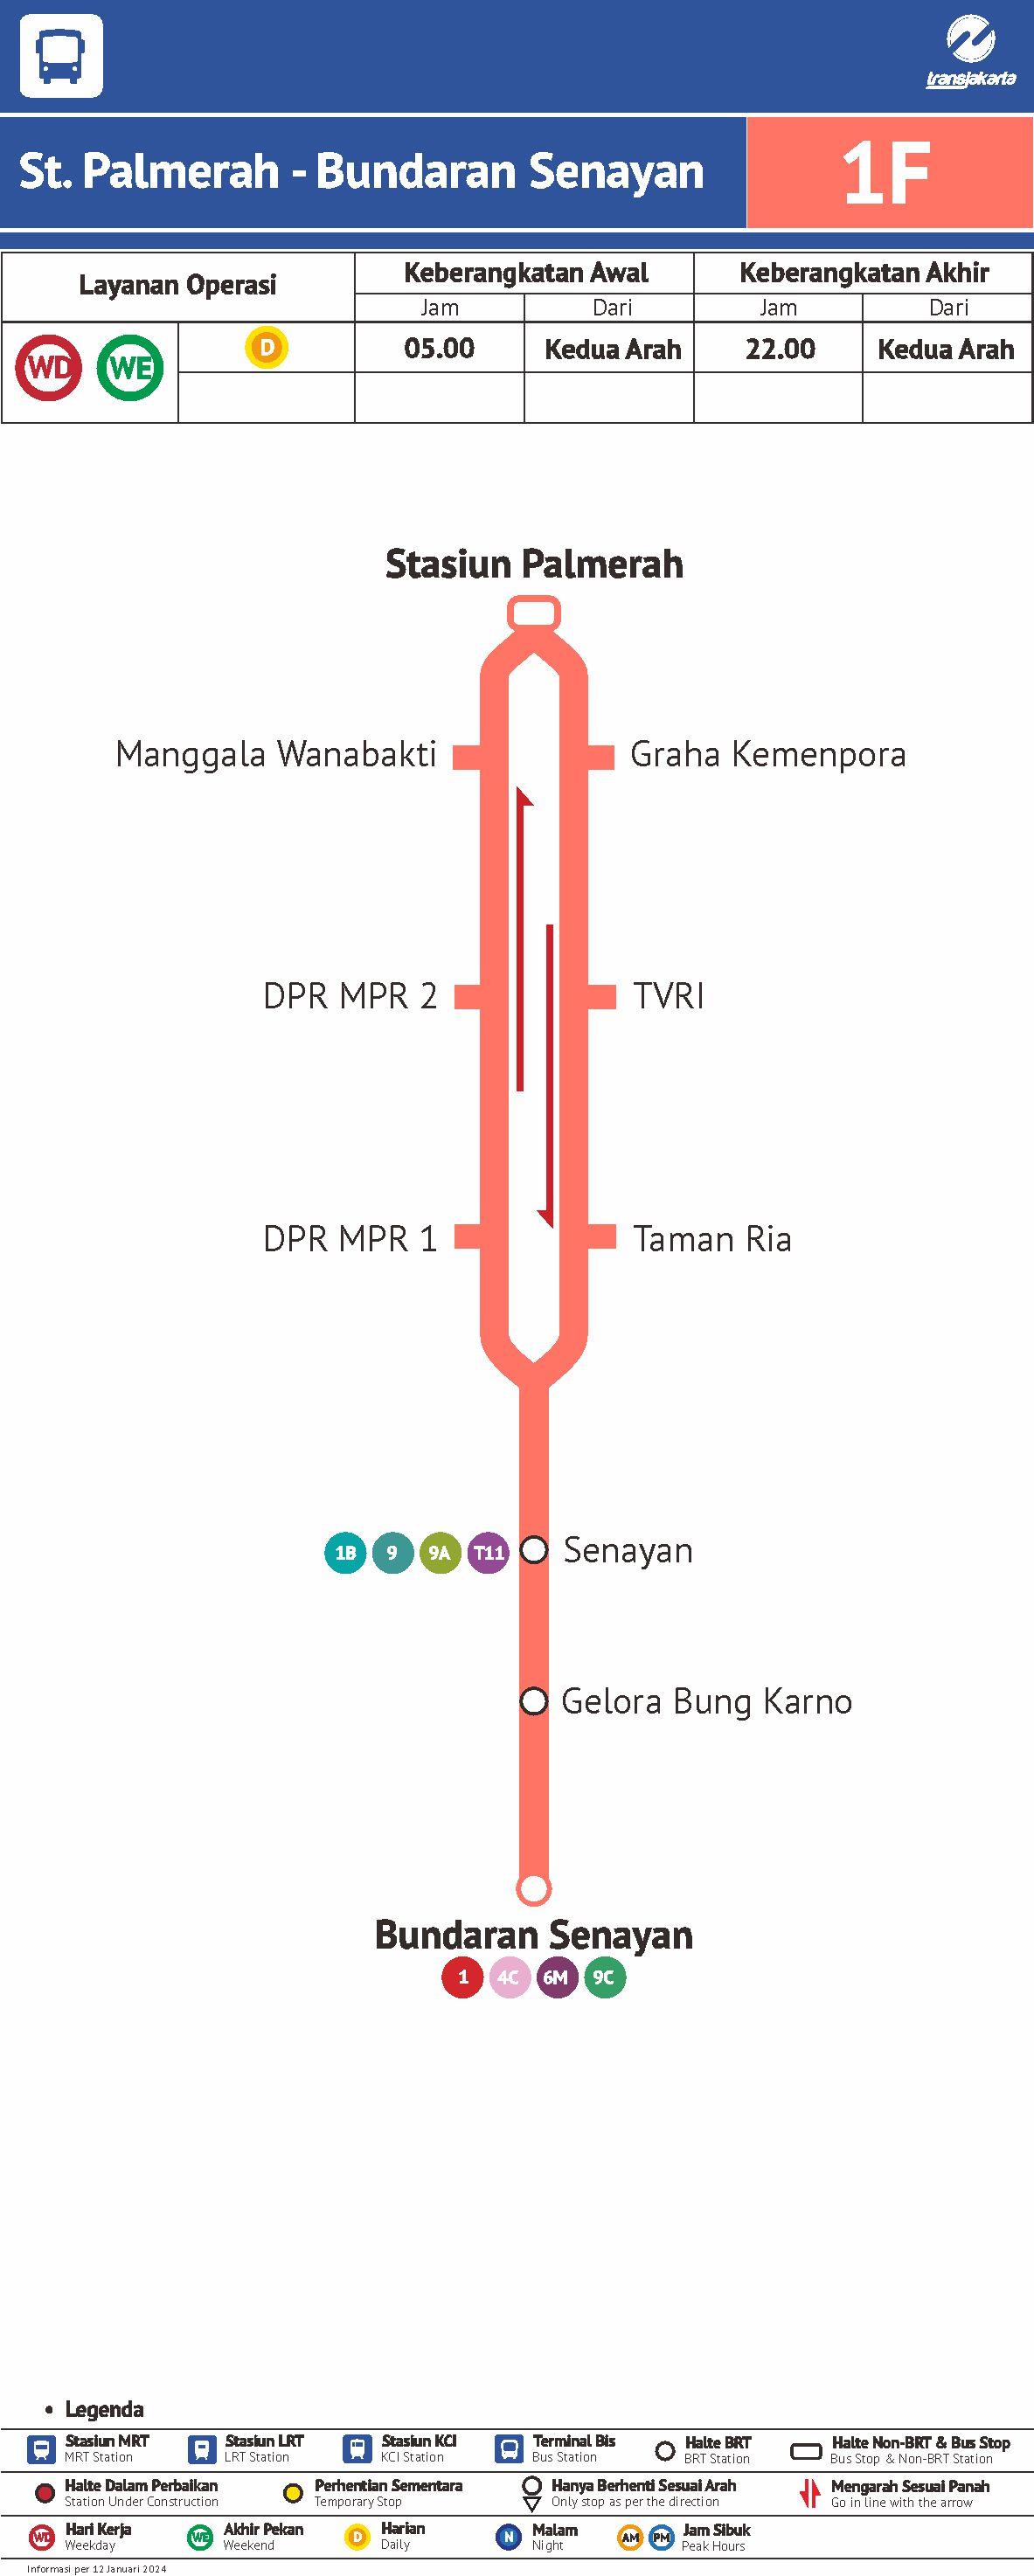 transjakarta
St. Palmerah - Bundaran Senayan
1F
Layanan Operasi
Keberangkatan Awal
Keberangkatan Akhir
Jam
Dari
Jam
Dari
WD
WE
D
05.00
Kedua Arah
22.00
Kedua Arah
Stasiun Palmerah
Manggala Wanabakti
Graha Kemenpora
DPR MPR 2
TVRI
DPR MPR 1
Taman Ria
1B
9
9A
T11
Senayan
Gelora Bung Karno
Bundaran Senayan
1
4C
6M
9C
• Legenda
Stasiun MRT
MRT Station
Stasiun LRT
LRT Station
Stasiun KCI
KCI Station
Terminal Bis
Bus Station
Halte BRT
BRT Station
Halte Non-BRT & Bus Stop
Bus Stop & Non-BRT Station
Halte Dalam Perbaikan
Station Under Construction
Perhentian Sementara
Temporary Stop
Hanya Berhenti Sesuai Arah
Only stop as per the direction
Mengarah Sesuai Panah
Go in line with the arrow
WD
Hari Kerja
Weekday
WE
Akhir Pekan
Weekend
D
Harian
Daily
N
Malam
Night
AM
PM
Jam Sibuk
Peak Hours
Informasi per 12 Januari 2024